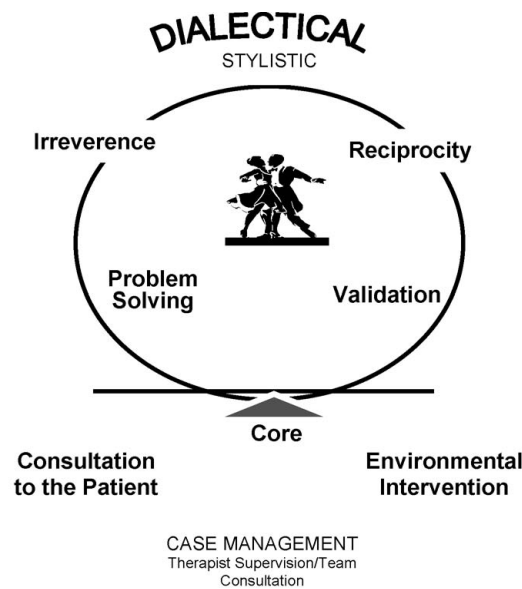 DIALECTICAL
STYLISTIC
Irreverence
Reciprocity
Problem
Solving
Validation
Core
Consultation
to the Patient
Environmental
Intervention
CASE MANAGEMENT
Therapist Supervision/Team
Consultation